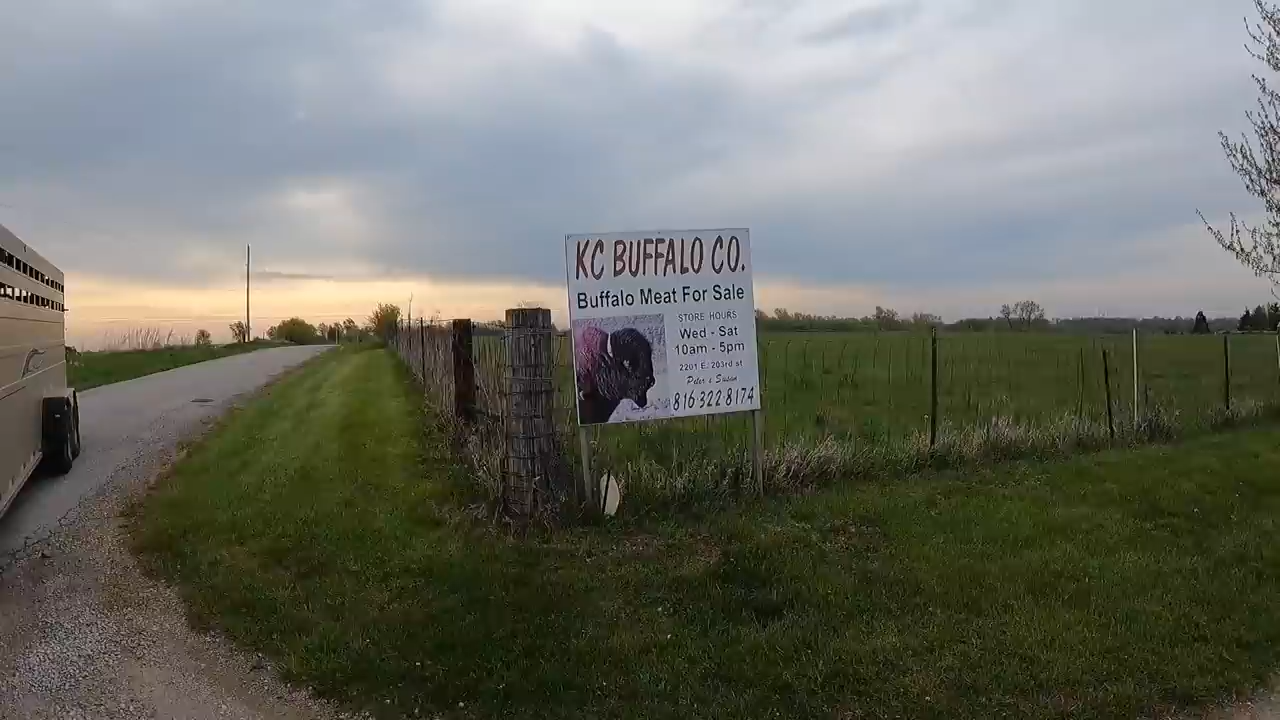 KC BUFFALO CO.
Buffalo Meat For Sale
STORE HOURS
Wed - Sat
10am - 5pm
2201 E. 203rd st
Peter & Susan
816 322 8174